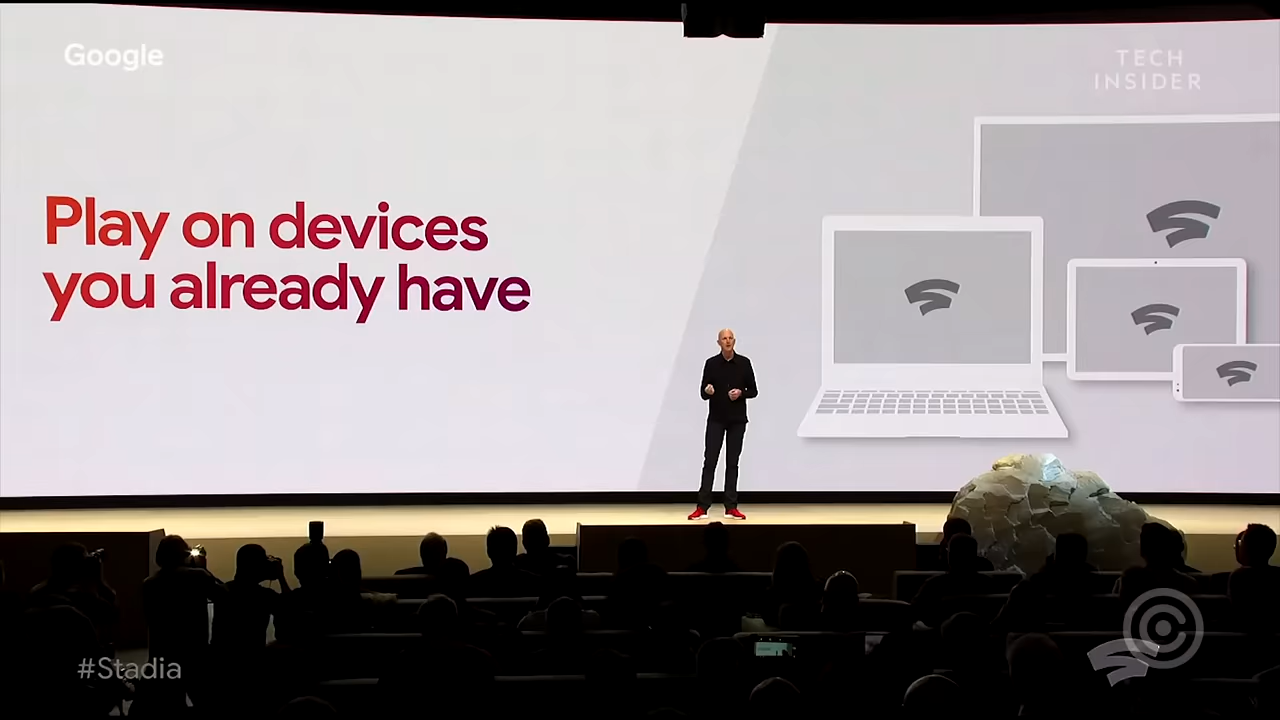 Google
TECH
INSIDER
Play on devices
you already have
#Stadia